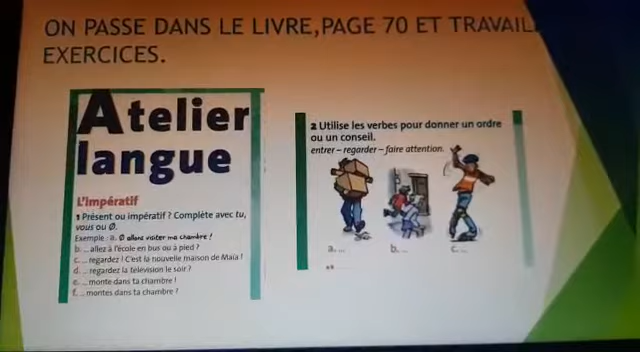 ON PASSE DANS LE LIVRE,PAGE 70 ET TRAVAIL
EXERCICES.
Atelier
langue
L'impératif
1 Présent ou impératif ? Complète avec tu,
vous ou Ø.
Exemple : a. Ø allons visiter ma chambre !
b. ... allez à l'école en bus ou à pied ?
c. ... regardez ! C'est la nouvelle maison de Maïa !
d. ... regardez la télévision le soir ?
e. ... monte dans ta chambre !
f. ... montes dans ta chambre ?
2 Utilise les verbes pour donner un ordre
ou un conseil.
entrer – regarder – faire attention.
a. ...
b. ...
c. ...